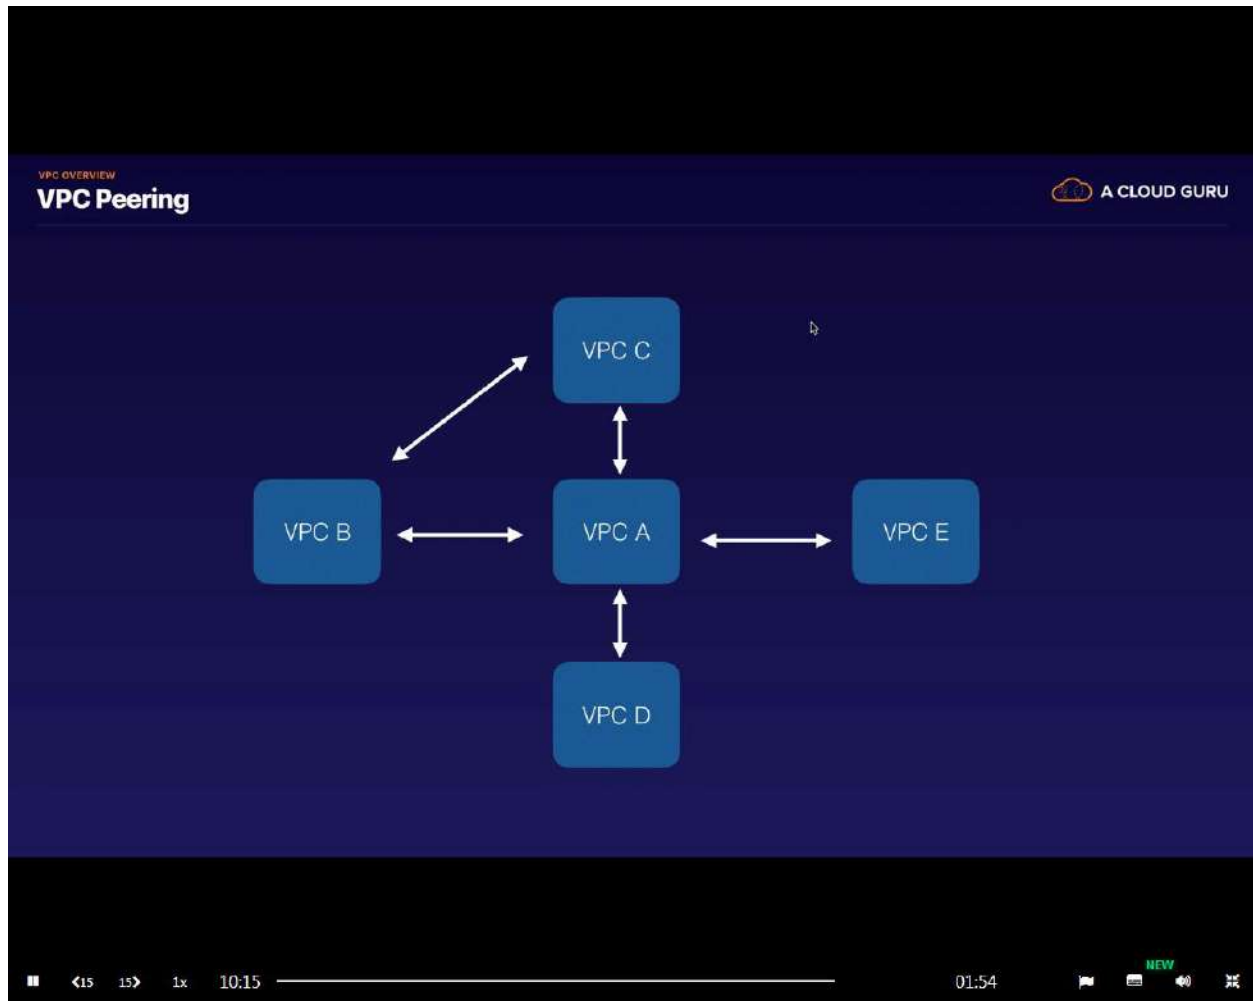 VPC OVERVIEW
VPC Peering
A CLOUD GURU
VPC C
VPC B
VPC A
VPC E
VPC D
NEW
15
15
1x
10:15
01:54